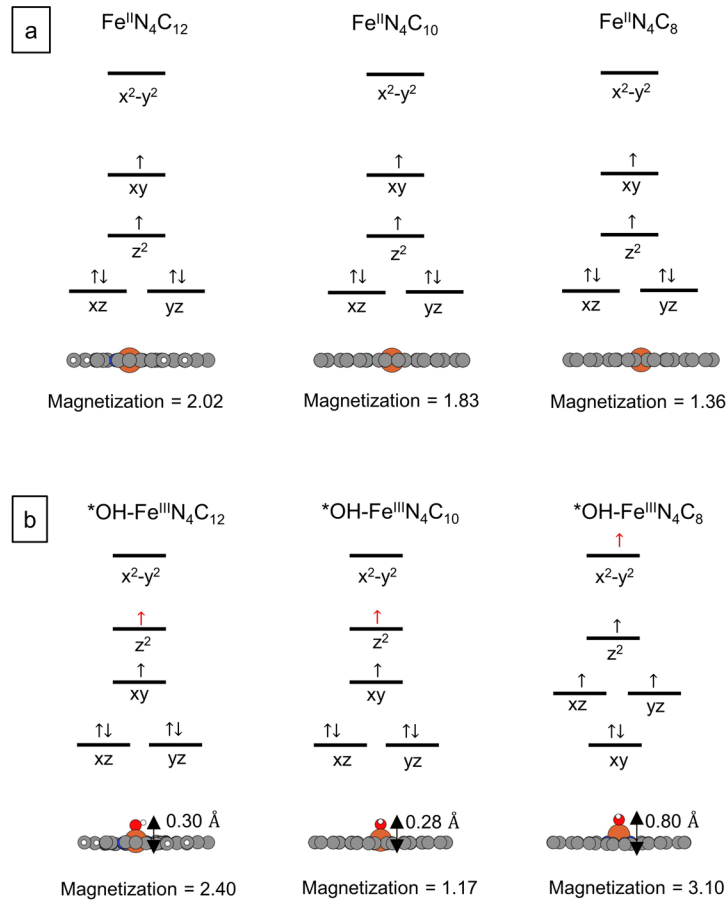 a
Fe^II N₄C₁₂ Fe^II N₄C₁₀ Fe^II N₄C₈
x²-y² x²-y² x²-y²
↑ ↑ ↑
xy xy xy
↑ ↑ ↑
z² z² z²
↑↓ ↑↓ ↑↓ ↑↓ ↑↓ ↑↓
xz yz xz yz xz yz
Magnetization = 2.02 Magnetization = 1.83 Magnetization = 1.36
b
*OH-Fe^III N₄C₁₂ *OH-Fe^III N₄C₁₀ *OH-Fe^III N₄C₈
↑
x²-y² x²-y² x²-y²
↑ ↑ ↑
z² z² z²
↑ ↑ ↑ ↑
xy xy xz yz
↑↓ ↑↓ ↑↓ ↑↓ ↑↓
xz yz xz yz xy
0.30 Å 0.28 Å 0.80 Å
Magnetization = 2.40 Magnetization = 1.17 Magnetization = 3.10